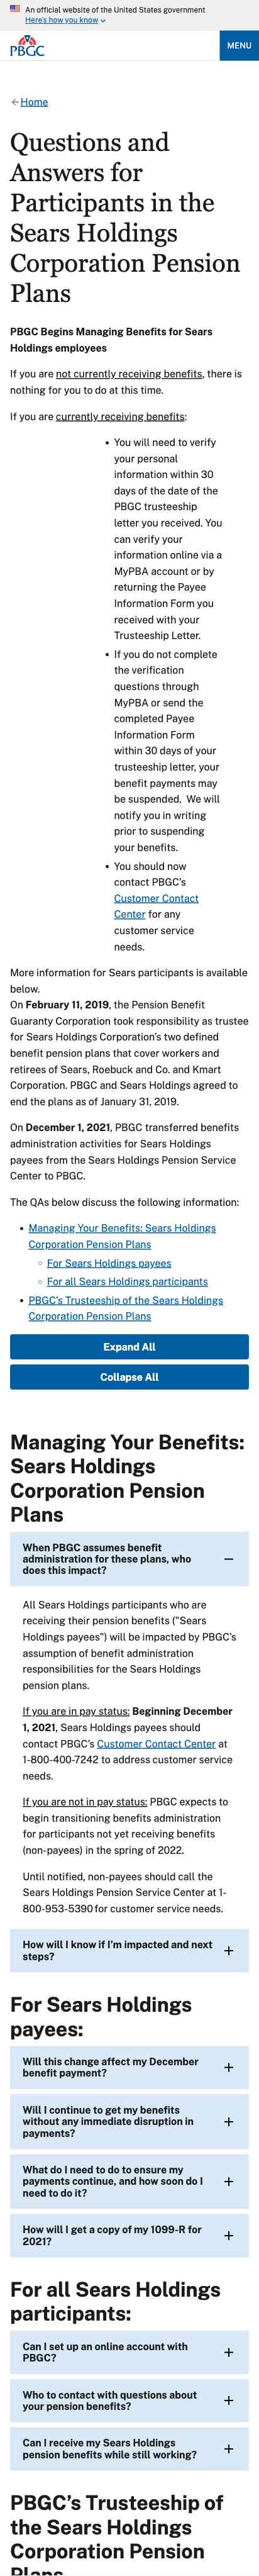 An official website of the United States government
Here's how you know
PBGC
MENU
Home
Questions and
Answers for
Participants in the
Sears Holdings
Corporation Pension
Plans
PBGC Begins Managing Benefits for Sears
Holdings employees
If you are not currently receiving benefits, there is
nothing for you to do at this time.
If you are currently receiving benefits:
• You will need to verify
your personal
information within 30
days of the date of the
PBGC trusteeship
letter you received. You
can verify your
information online via a
MyPBA account or by
returning the Payee
Information Form you
received with your
Trusteeship Letter.
• If you do not complete
the verification
questions through
MyPBA or send the
completed Payee
Information Form
within 30 days of your
trusteeship letter, your
benefit payments may
be suspended.  We will
notify you in writing
prior to suspending
your benefits.
• You should now
contact PBGC's
Customer Contact
Center for any
customer service
needs.
More information for Sears participants is available
below.
On February 11, 2019, the Pension Benefit
Guaranty Corporation took responsibility as trustee
for Sears Holdings Corporation's two defined
benefit pension plans that cover workers and
retirees of Sears, Roebuck and Co. and Kmart
Corporation. PBGC and Sears Holdings agreed to
end the plans as of January 31, 2019.
On December 1, 2021, PBGC transferred benefits
administration activities for Sears Holdings
payees from the Sears Holdings Pension Service
Center to PBGC.
The QAs below discuss the following information:
• Managing Your Benefits: Sears Holdings
Corporation Pension Plans
◦ For Sears Holdings payees
◦ For all Sears Holdings participants
• PBGC's Trusteeship of the Sears Holdings
Corporation Pension Plans
Expand All
Collapse All
Managing Your Benefits:
Sears Holdings
Corporation Pension
Plans
When PBGC assumes benefit
administration for these plans, who
does this impact?
All Sears Holdings participants who are
receiving their pension benefits ("Sears
Holdings payees") will be impacted by PBGC's
assumption of benefit administration
responsibilities for the Sears Holdings
pension plans.
If you are in pay status: Beginning December
1, 2021, Sears Holdings payees should
contact PBGC's Customer Contact Center at
1-800-400-7242 to address customer service
needs.
If you are not in pay status: PBGC expects to
begin transitioning benefits administration
for participants not yet receiving benefits
(non-payees) in the spring of 2022.
Until notified, non-payees should call the
Sears Holdings Pension Service Center at 1-
800-953-5390 for customer service needs.
How will I know if I'm impacted and next
steps?
For Sears Holdings
payees:
Will this change affect my December
benefit payment?
Will I continue to get my benefits
without any immediate disruption in
payments?
What do I need to do to ensure my
payments continue, and how soon do I
need to do it?
How will I get a copy of my 1099-R for
2021?
For all Sears Holdings
participants:
Can I set up an online account with
PBGC?
Who to contact with questions about
your pension benefits?
Can I receive my Sears Holdings
pension benefits while still working?
PBGC's Trusteeship of
the Sears Holdings
Corporation Pension
Plans